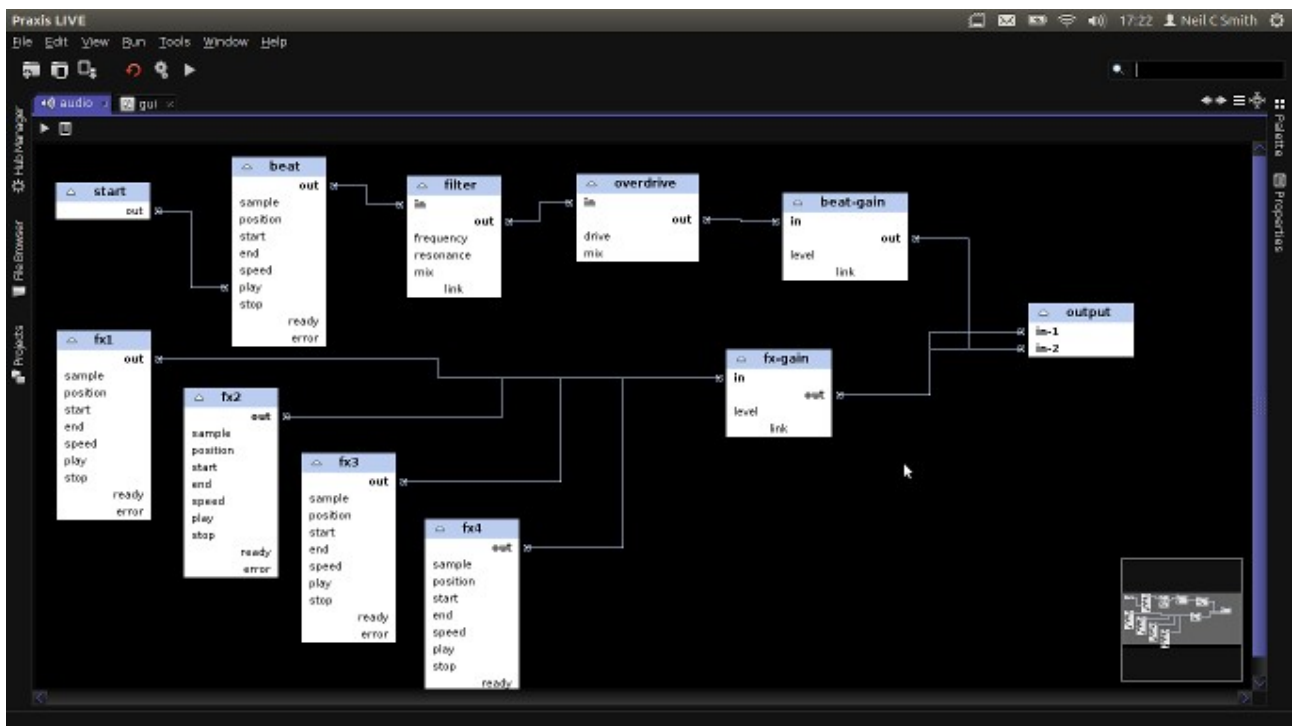 Praxis LIVE
17:22 Neil C Smith
File Edit View Run Tools Window Help
audio
gui
Hub Manager
File Browser
Projects
Palette
Properties
start
out
beat
out
sample
position
start
end
speed
play
stop
ready
error
filter
in
out
frequency
resonance
mix
link
overdrive
in
out
drive
mix
beat-gain
in
out
level
link
output
in-1
in-2
fx1
out
sample
position
start
end
speed
play
stop
ready
error
fx2
out
sample
position
start
end
speed
play
stop
ready
error
fx3
out
sample
position
start
end
speed
play
stop
ready
error
fx4
out
sample
position
start
end
speed
play
stop
ready
fx-gain
in
out
level
link